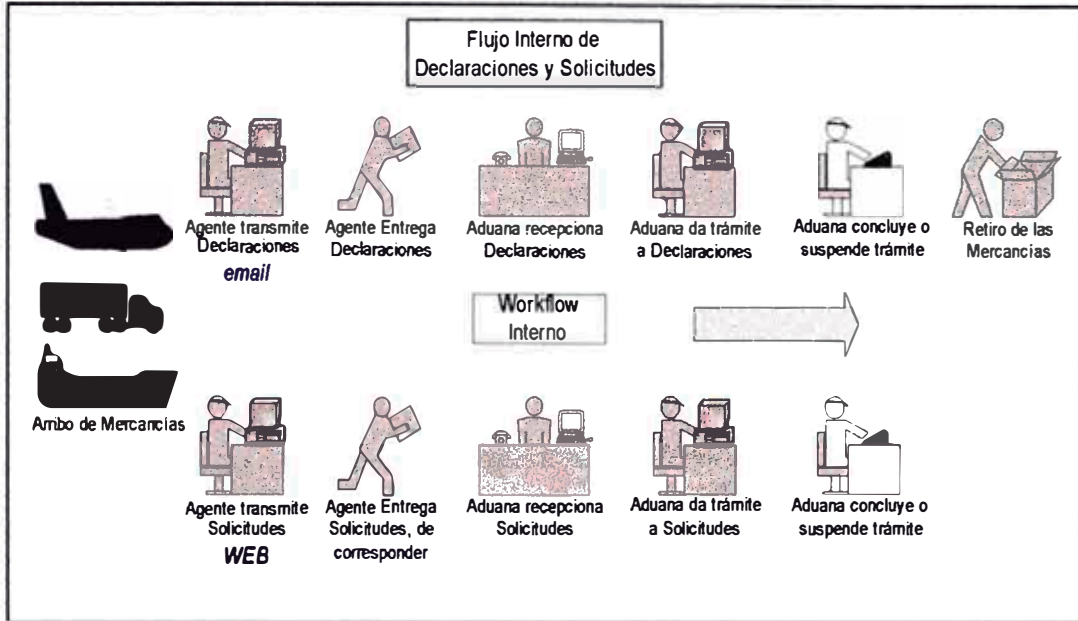 Flujo Interno de
Declaraciones y Solicitudes
Agente transmite
Declaraciones
email
Agente Entrega
Declaraciones
Aduana recepciona
Declaraciones
Aduana da trámite
a Declaraciones
Aduana concluye o
suspende trámite
Retiro de las
Mercancías
Workflow
Interno
Arribo de Mercancías
Agente transmite
Solicitudes
WEB
Agente Entrega
Solicitudes, de
corresponder
Aduana recepciona
Solicitudes
Aduana da trámite
a Solicitudes
Aduana concluye o
suspende trámite